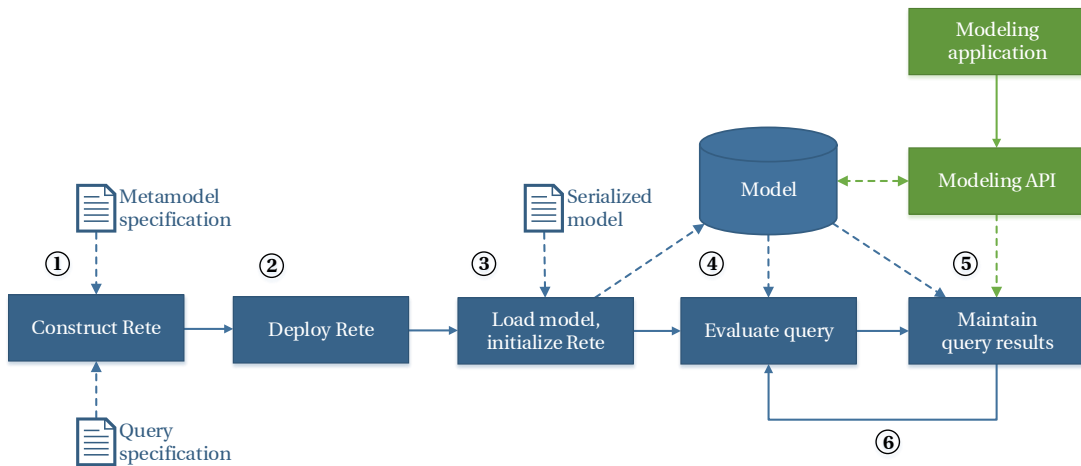 Modeling
application
Metamodel
specification
Serialized
model
Model
Modeling API
①
②
③
④
⑤
Construct Rete
Deploy Rete
Load model,
initialize Rete
Evaluate query
Maintain
query results
Query
specification
⑥